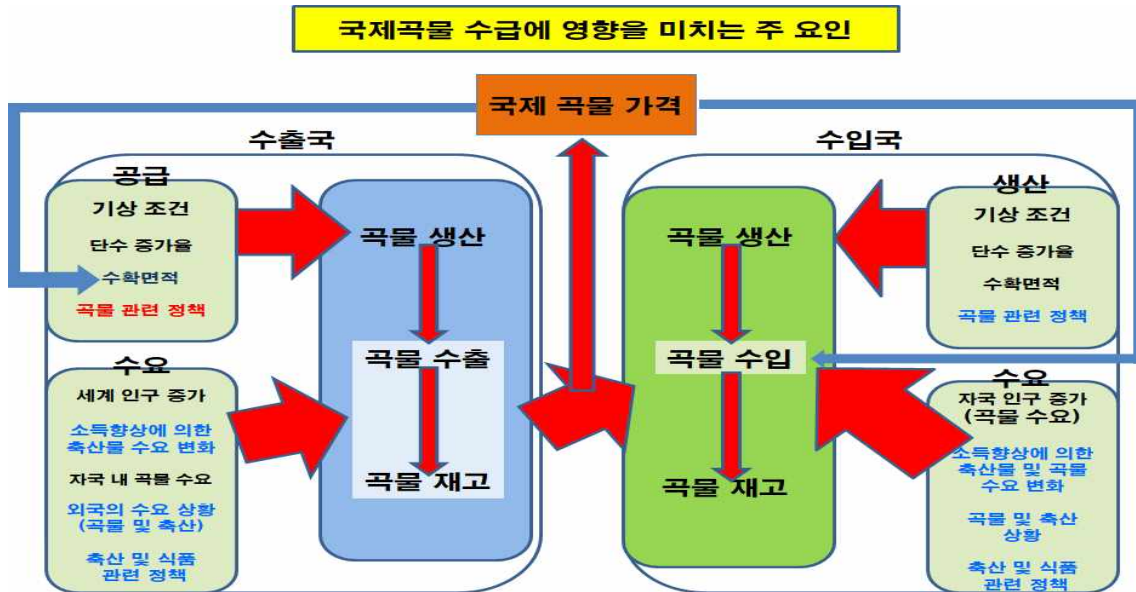 국제곡물 수급에 영향을 미치는 주 요인
국제 곡물 가격
수출국
공급
기상 조건
단수 증가율
수확면적
곡물 관련 정책
수요
세계 인구 증가
소득향상에 의한
축산물 수요 변화
자국 내 곡물 수요
외국의 수요 상황
(곡물 및 축산)
축산 및 식품
관련 정책
곡물 생산
곡물 수출
곡물 재고
수입국
곡물 생산
곡물 수입
곡물 재고
생산
기상 조건
단수 증가율
수확면적
곡물 관련 정책
수요
자국 인구 증가
(곡물 수요)
소득향상에 의한
축산물 및 곡물
수요 변화
곡물 및 축산
상황
축산 및 식품
관련 정책